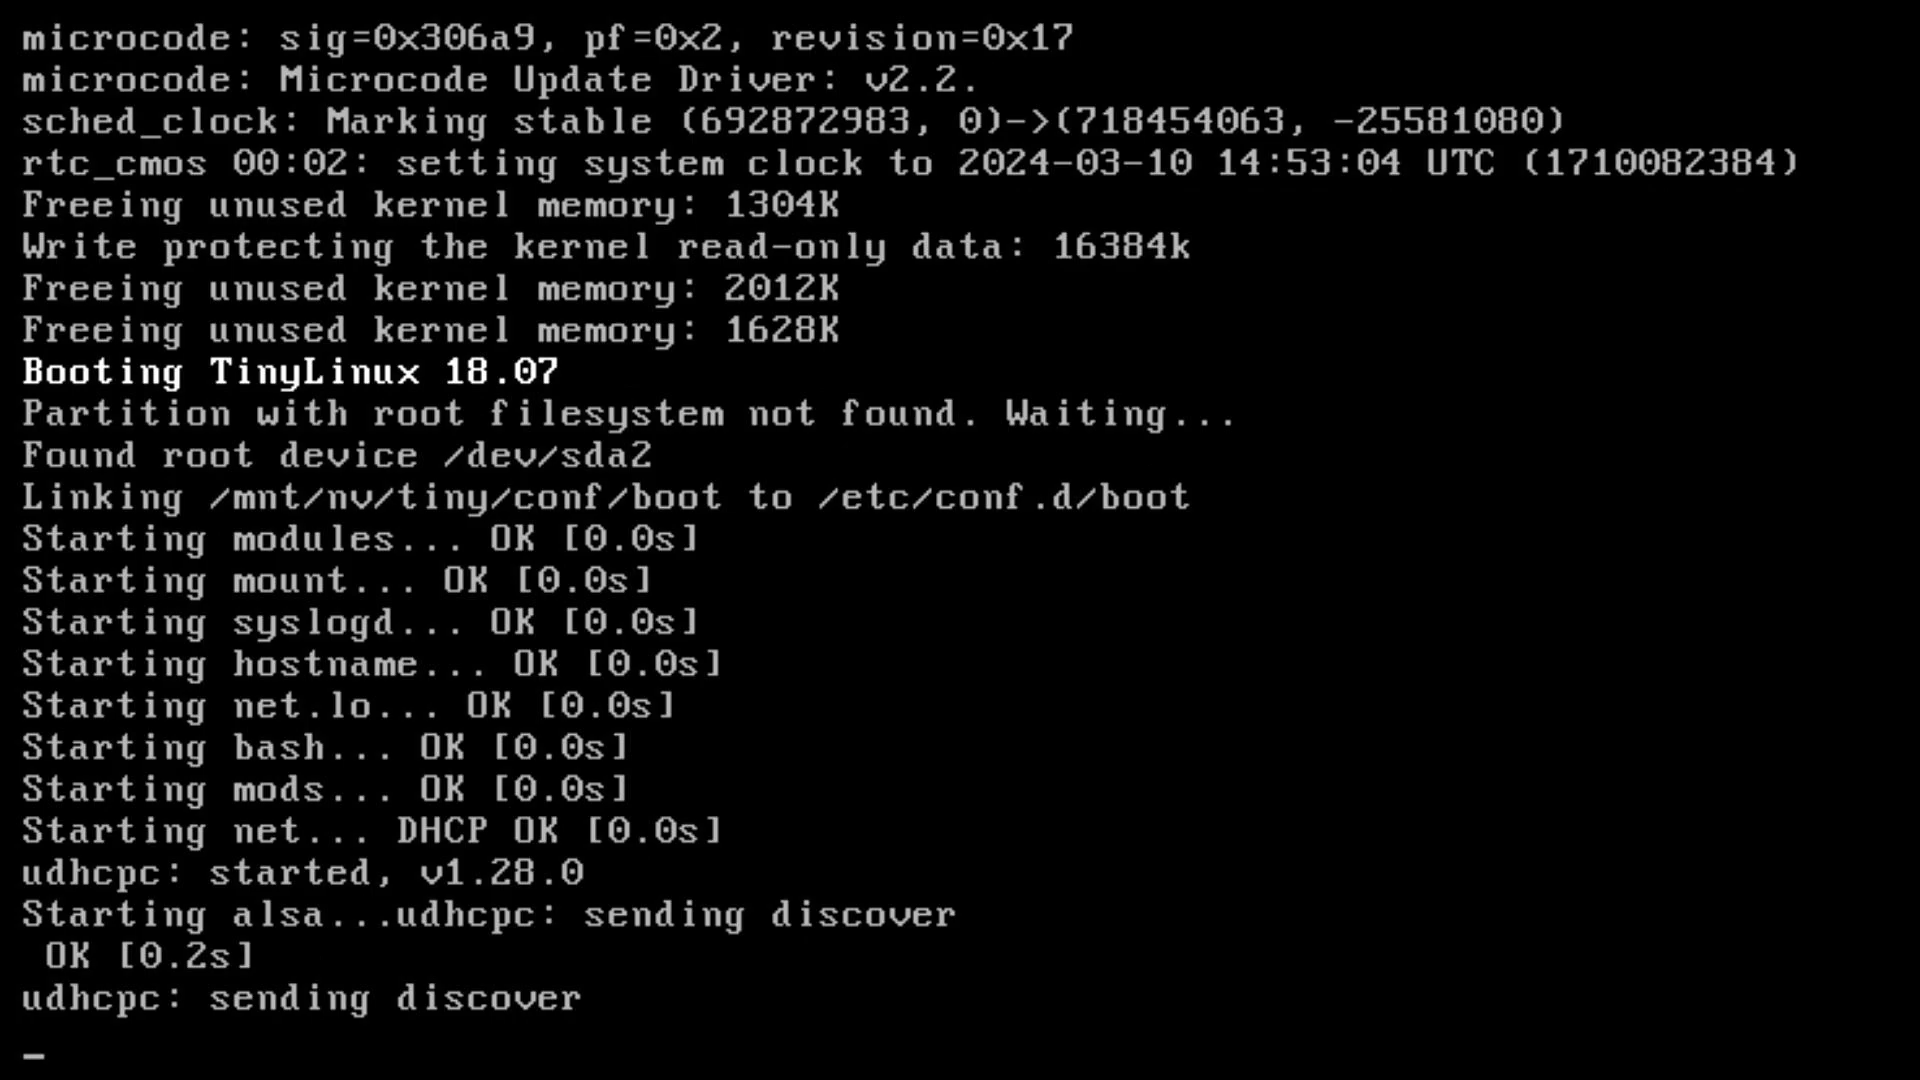 microcode: sig=0x306a9, pf=0x2, revision=0x17
microcode: Microcode Update Driver: v2.2.
sched_clock: Marking stable (692872983, 0)->(718454063, -25581080)
rtc_cmos 00:02: setting system clock to 2024-03-10 14:53:04 UTC (1710082384)
Freeing unused kernel memory: 1304K
Write protecting the kernel read-only data: 16384k
Freeing unused kernel memory: 2012K
Freeing unused kernel memory: 1628K
Booting TinyLinux 18.07
Partition with root filesystem not found. Waiting...
Found root device /dev/sda2
Linking /mnt/nv/tiny/conf/boot to /etc/conf.d/boot
Starting modules... OK [0.0s]
Starting mount... OK [0.0s]
Starting syslogd... OK [0.0s]
Starting hostname... OK [0.0s]
Starting net.lo... OK [0.0s]
Starting bash... OK [0.0s]
Starting mods... OK [0.0s]
Starting net... DHCP OK [0.0s]
udhcpc: started, v1.28.0
Starting alsa...udhcpc: sending discover
 OK [0.2s]
udhcpc: sending discover
_